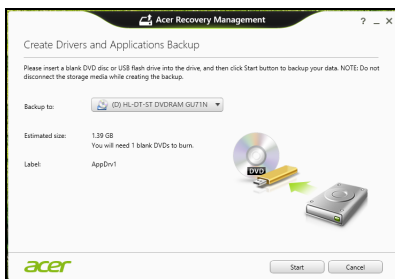 Acer Recovery Management
? _ ×
Create Drivers and Applications Backup
Please insert a blank DVD disc or USB flash drive into the drive, and then click Start button to backup your data. NOTE: Do not
disconnect the storage media while creating the backup.
Backup to: (D) HL-DT-ST DVDRAM GU71N
Estimated size: 1.39 GB
You will need 1 blank DVDs to burn.
Label: AppDrv1
DVD
acer
Start Cancel